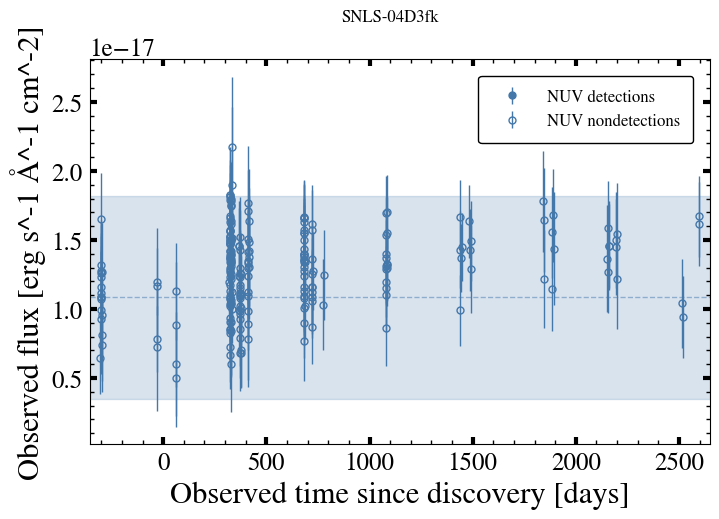 SNLS-04D3fk
1e−17
NUV detections
NUV nondetections
2.5
2.0
1.5
1.0
0.5
Observed flux [erg s^-1 Å^-1 cm^-2]
0
500
1000
1500
2000
2500
Observed time since discovery [days]